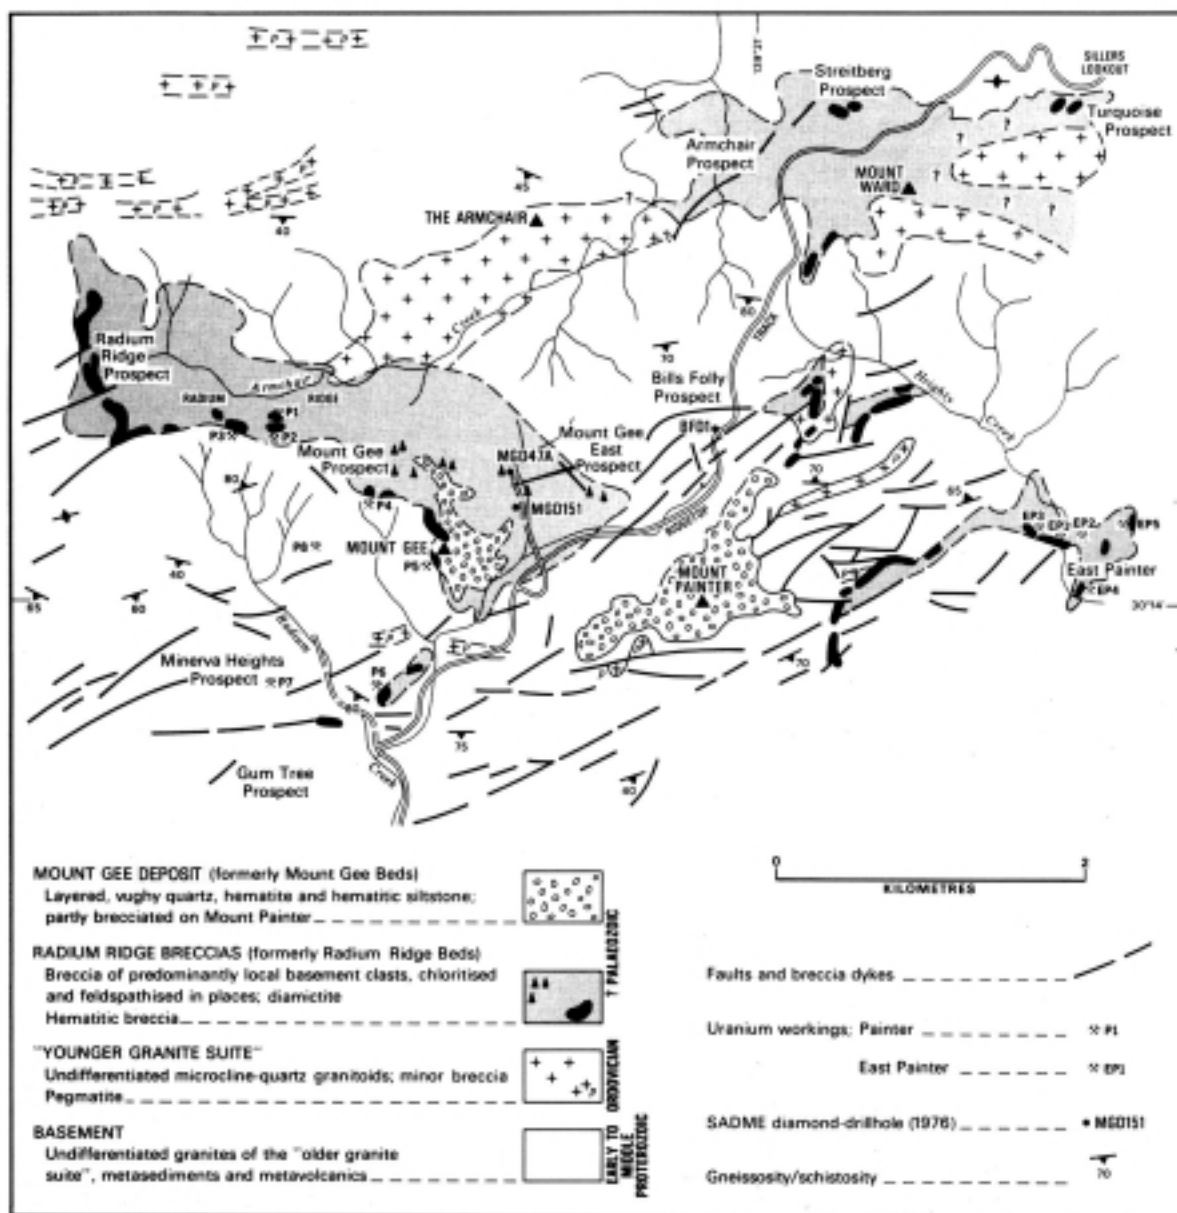 SILLERS
LOOKOUT
138°21'
Streitberg
Prospect
Turquoise
Prospect
Armchair
Prospect
MOUNT
WARD
THE ARMCHAIR
45
40
60
70
TRACK
Creek
Armchair
Radium
Ridge
Prospect
RADIUM RIDGE
P1
P2
P3
Bills Folly
Prospect
BFD1
Heights
Creek
Mount Gee
East
Prospect
MGD47A
MGD151
Mount Gee
Prospect
P4
MOUNT GEE
P5
80
65
70
EP3
EP2
EP5
East Painter
EP4
30°14'
MOUNT
PAINTER
RIDGETOP
40
65
60
Radium
Creek
Minerva Heights
Prospect
P7
P6
70
75
60
Gum Tree
Prospect
MOUNT GEE DEPOSIT (formerly Mount Gee Beds)
Layered, vughy quartz, hematite and hematitic siltstone;
partly brecciated on Mount Painter
RADIUM RIDGE BRECCIAS (formerly Radium Ridge Beds)
Breccia of predominantly local basement clasts, chloritised
and feldspathised in places; diamictite
Hematitic breccia
? PALAEOZOIC
"YOUNGER GRANITE SUITE"
Undifferentiated microcline-quartz granitoids; minor breccia
Pegmatite
P
ORDOVICIAN
BASEMENT
Undifferentiated granites of the "older granite
suite", metasediments and metavolcanics
EARLY TO
MIDDLE
PROTEROZOIC
0 2
KILOMETRES
Faults and breccia dykes
Uranium workings; Painter P1
East Painter EP1
SADME diamond-drillhole (1976) MGD151
Gneissosity/schistosity 70